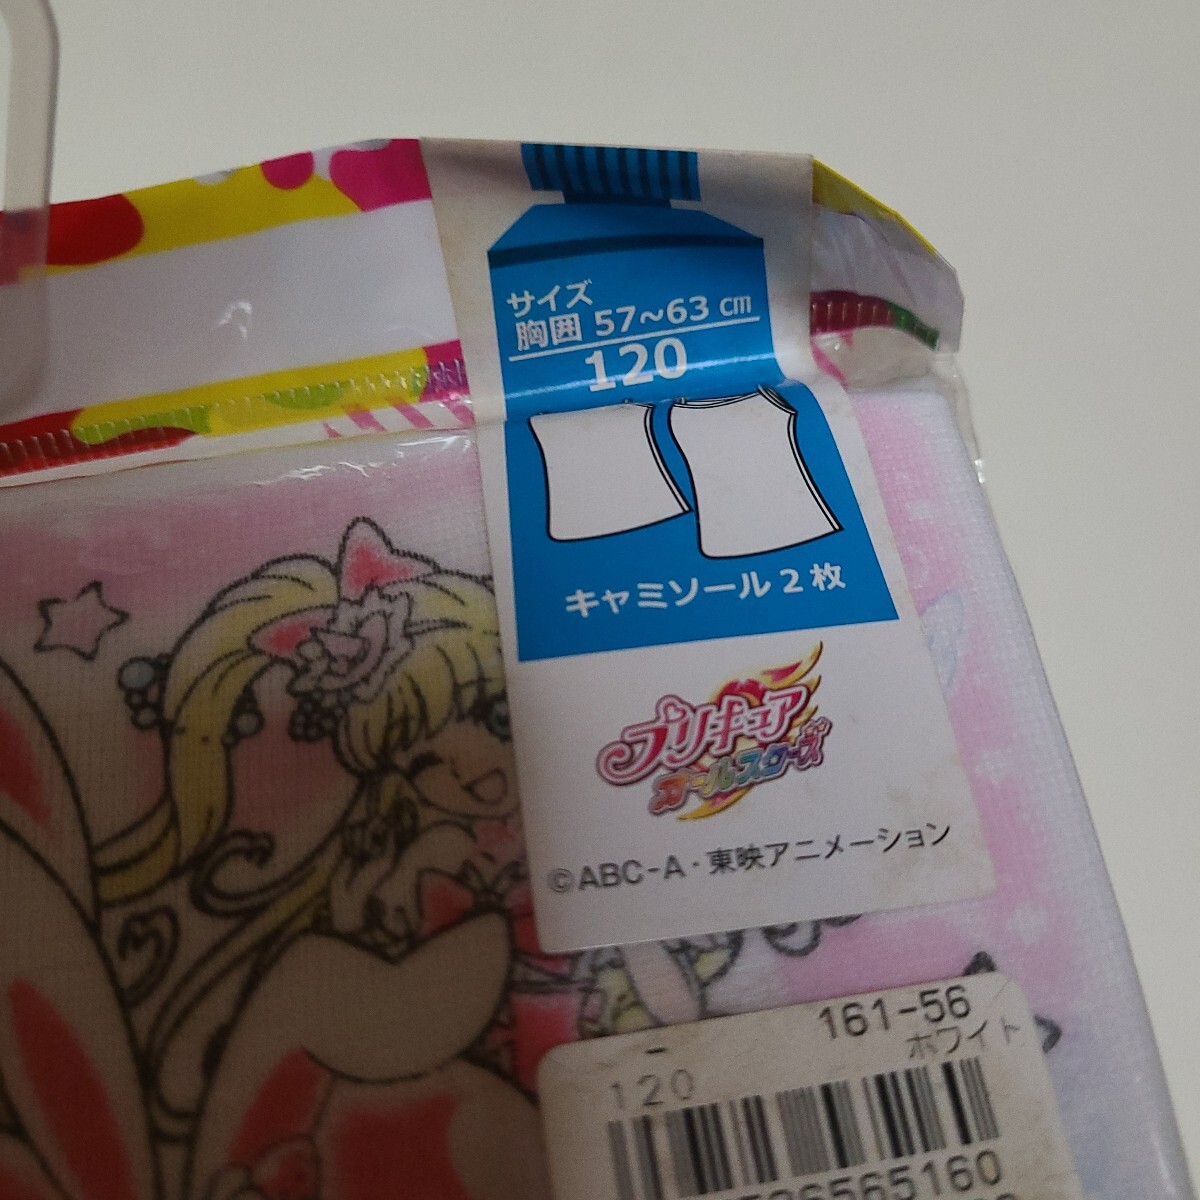 サイズ
胸囲 57~63 cm
120
キャミソール2枚
プリキュア
オールスターズ
©ABC-A・東映アニメーション
161-56
ホワイト
120
6565160